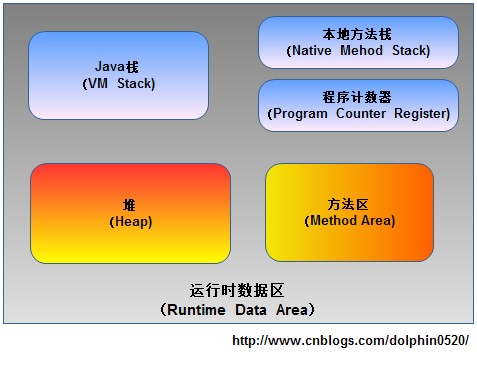 Java栈
(VM Stack)
本地方法栈
(Native Mehod Stack)
程序计数器
(Program Counter Register)
堆
(Heap)
方法区
(Method Area)
运行时数据区
(Runtime Data Area)
http://www.cnblogs.com/dolphin0520/